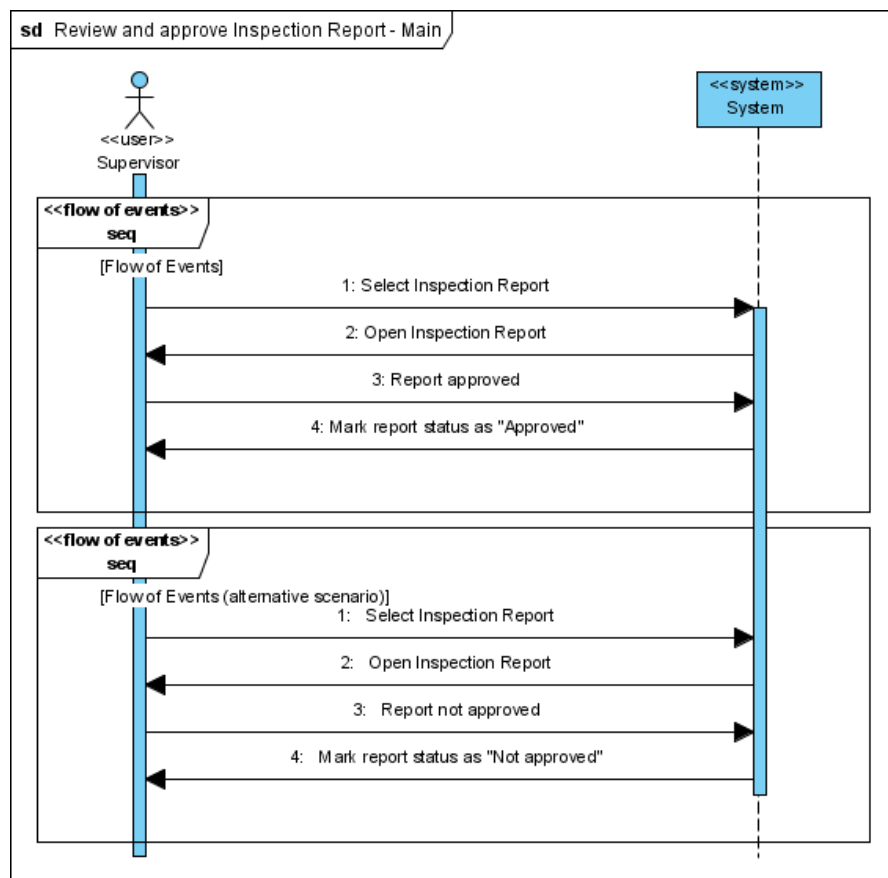 sd Review and approve Inspection Report - Main
<<user>>
Supervisor
<<system>>
System
<<flow of events>>
seq
[Flow of Events]
1: Select Inspection Report
2: Open Inspection Report
3: Report approved
4: Mark report status as "Approved"
<<flow of events>>
seq
[Flow of Events (alternative scenario)]
1: Select Inspection Report
2: Open Inspection Report
3: Report not approved
4: Mark report status as "Not approved"